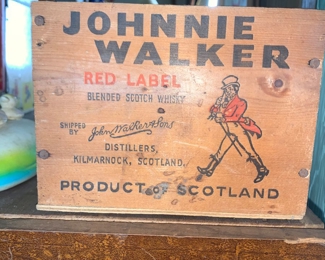 JOHNNIE
WALKER
RED LABEL
BLENDED SCOTCH WHISKY
SHIPPED BY John Walker & Sons
DISTILLERS,
KILMARNOCK, SCOTLAND.
PRODUCT OF SCOTLAND